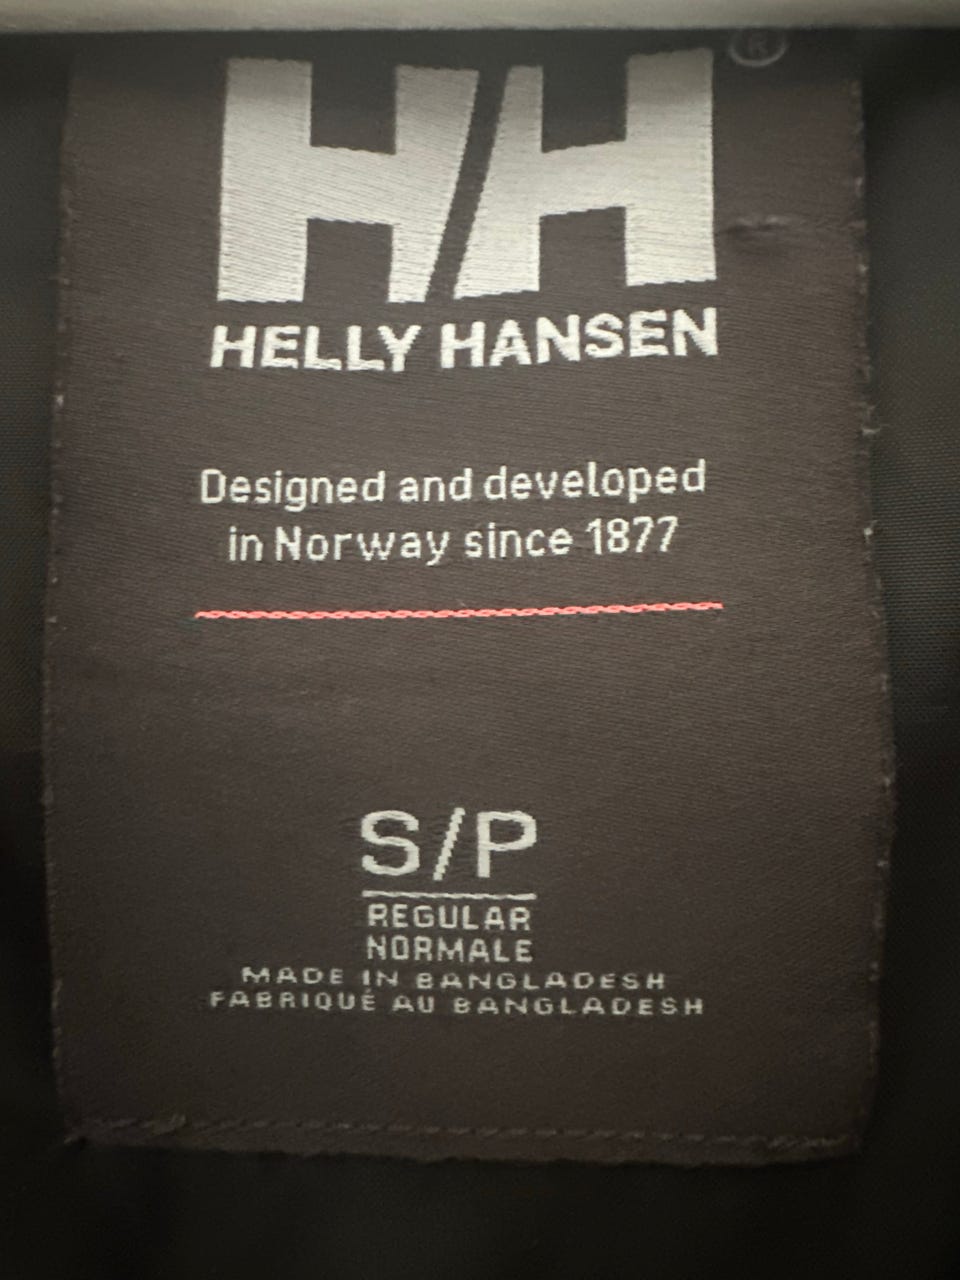 HH®
HELLY HANSEN
Designed and developed
in Norway since 1877
S/P
REGULAR
NORMALE
MADE IN BANGLADESH
FABRIQUÉ AU BANGLADESH